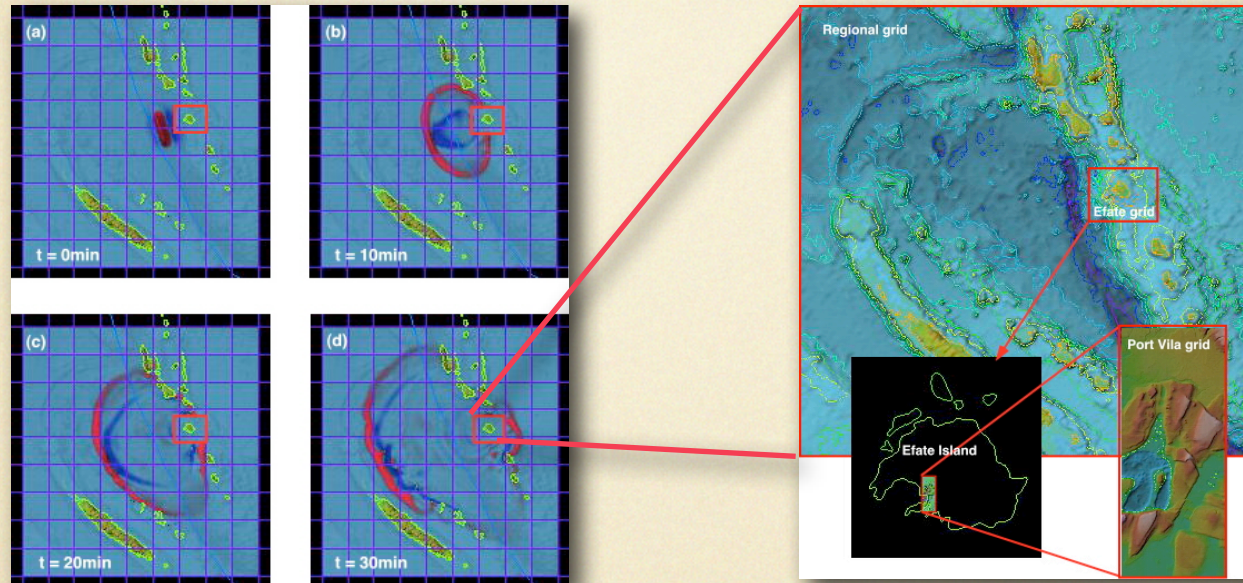 (a)
t = 0min
(b)
t = 10min
(c)
t = 20min
(d)
t = 30min
Regional grid
Efate grid
Port Vila grid
Efate Island